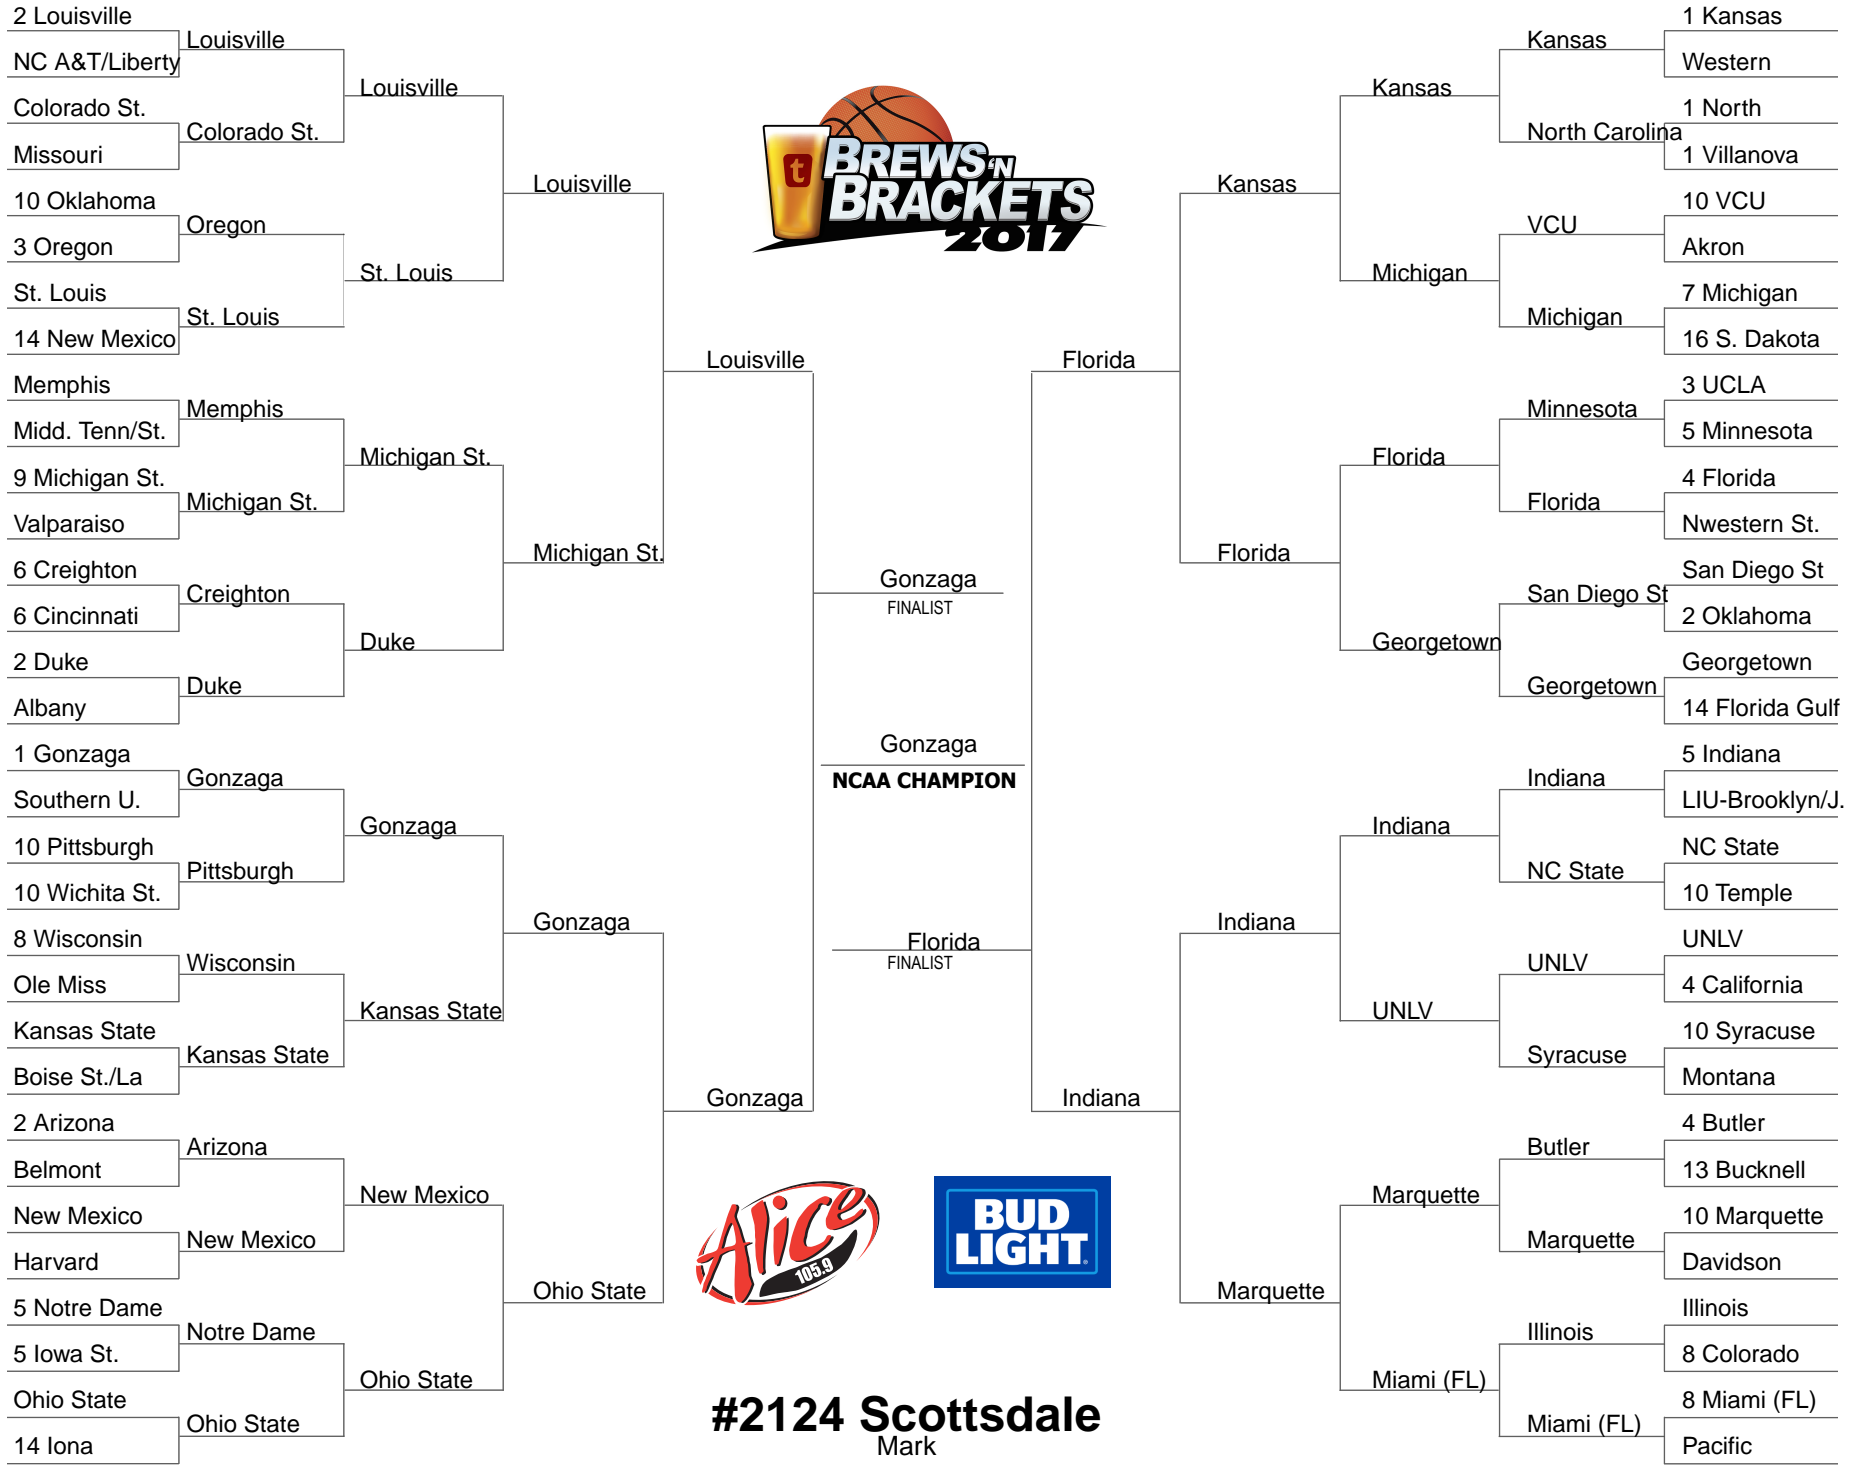 2 Louisville
NC A&T/Liberty
Colorado St.
Missouri
10 Oklahoma
3 Oregon
St. Louis
14 New Mexico
Memphis
Midd. Tenn/St.
9 Michigan St.
Valparaiso
6 Creighton
6 Cincinnati
2 Duke
Albany
1 Gonzaga
Southern U.
10 Pittsburgh
10 Wichita St.
8 Wisconsin
Ole Miss
Kansas State
Boise St./La
2 Arizona
Belmont
New Mexico
Harvard
5 Notre Dame
5 Iowa St.
Ohio State
14 Iona
Louisville
Colorado St.
Oregon
St. Louis
Memphis
Michigan St.
Creighton
Duke
Gonzaga
Pittsburgh
Wisconsin
Kansas State
Arizona
New Mexico
Notre Dame
Ohio State
Louisville
St. Louis
Michigan St.
Duke
Gonzaga
Kansas State
New Mexico
Ohio State
Louisville
Michigan St.
Gonzaga
Ohio State
Louisville
Gonzaga
t
BREWS 'N
BRACKETS
2017
Gonzaga
FINALIST
Gonzaga
NCAA CHAMPION
Florida
FINALIST
Alice
105.9
BUD
LIGHT
#2124 Scottsdale
Mark
Florida
Indiana
Kansas
Florida
Indiana
Marquette
Kansas
Michigan
Florida
Georgetown
Indiana
UNLV
Marquette
Miami (FL)
Kansas
North Carolina
VCU
Michigan
Minnesota
Florida
San Diego St
Georgetown
Indiana
NC State
UNLV
Syracuse
Butler
Marquette
Illinois
Miami (FL)
1 Kansas
Western
1 North
1 Villanova
10 VCU
Akron
7 Michigan
16 S. Dakota
3 UCLA
5 Minnesota
4 Florida
Nwestern St.
San Diego St
2 Oklahoma
Georgetown
14 Florida Gulf
5 Indiana
LIU-Brooklyn/J.
NC State
10 Temple
UNLV
4 California
10 Syracuse
Montana
4 Butler
13 Bucknell
10 Marquette
Davidson
Illinois
8 Colorado
8 Miami (FL)
Pacific